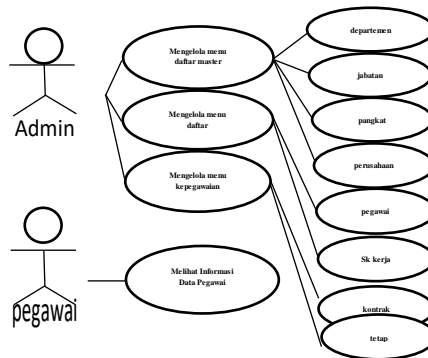 Admin
Mengelola menu
daftar master
Mengelola menu
daftar
Mengelola menu
kepegawaian
departemen
jabatan
pangkat
perusahaan
pegawai
Sk kerja
kontrak
tetap
pegawai
Melihat Informasi
Data Pegawai